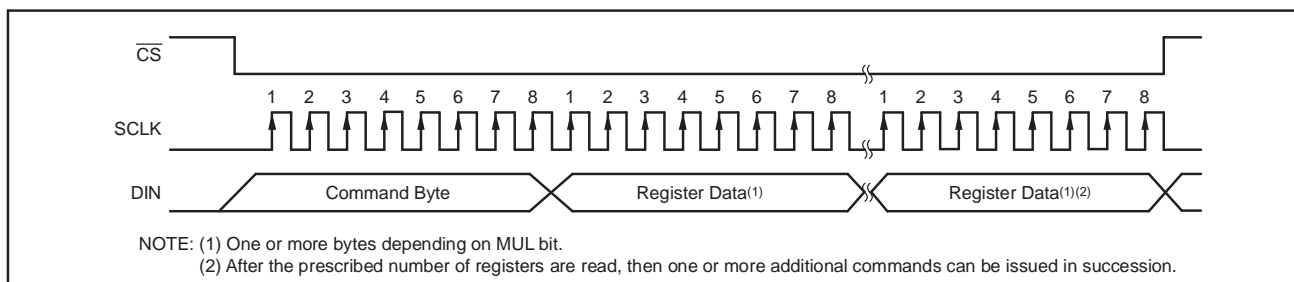 CS
1 2 3 4 5 6 7 8 1 2 3 4 5 6 7 8 1 2 3 4 5 6 7 8
SCLK
DIN Command Byte Register Data(1) Register Data(1)(2)
NOTE: (1) One or more bytes depending on MUL bit.
(2) After the prescribed number of registers are read, then one or more additional commands can be issued in succession.